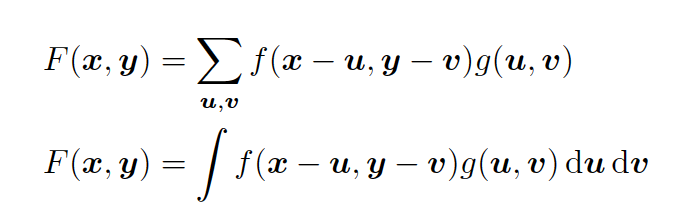 F(x, y) = ∑_{u,v} f(x − u, y − v)g(u, v)
F(x, y) = ∫ f(x − u, y − v)g(u, v) du dv